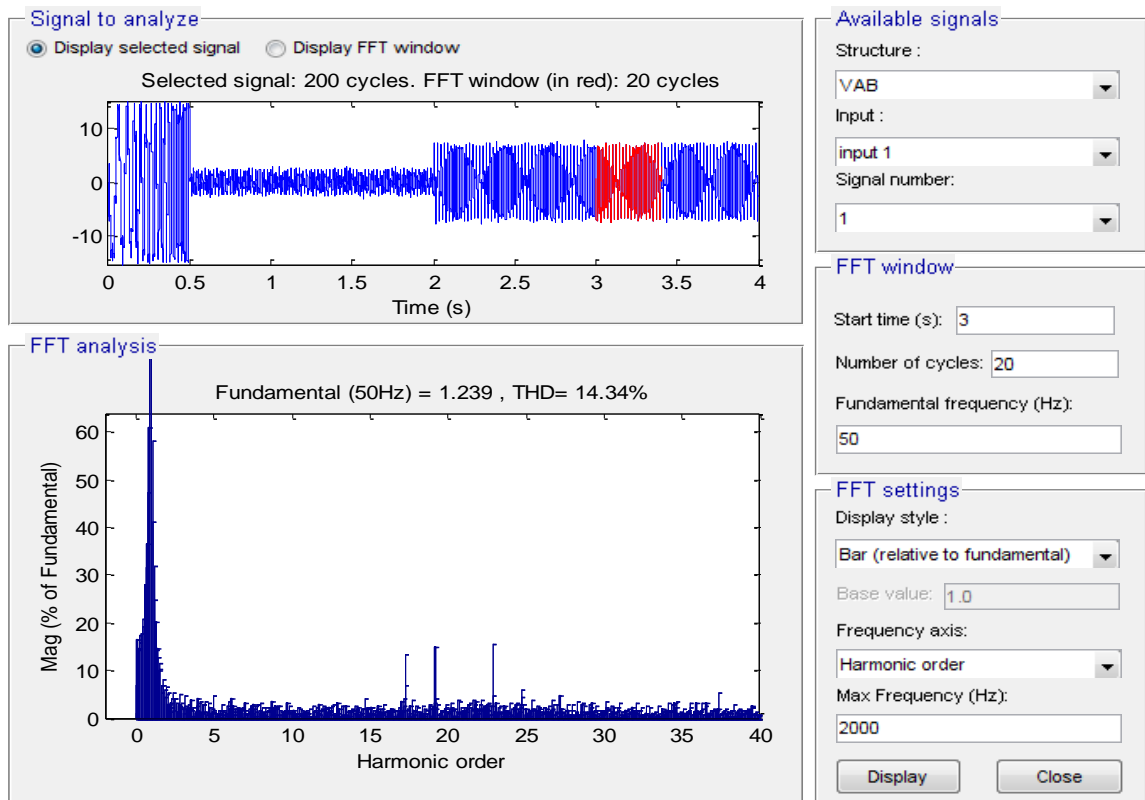 Signal to analyze
Display selected signal Display FFT window
Selected signal: 200 cycles. FFT window (in red): 20 cycles
10
0
-10
0 0.5 1 1.5 2 2.5 3 3.5 4
Time (s)
FFT analysis
Fundamental (50Hz) = 1.239 , THD= 14.34%
Mag (% of Fundamental)
60
50
40
30
20
10
0
0 5 10 15 20 25 30 35 40
Harmonic order
Available signals
Structure :
VAB
Input :
input 1
Signal number:
1
FFT window
Start time (s): 3
Number of cycles: 20
Fundamental frequency (Hz):
50
FFT settings
Display style :
Bar (relative to fundamental)
Base value: 1.0
Frequency axis:
Harmonic order
Max Frequency (Hz):
2000
Display Close